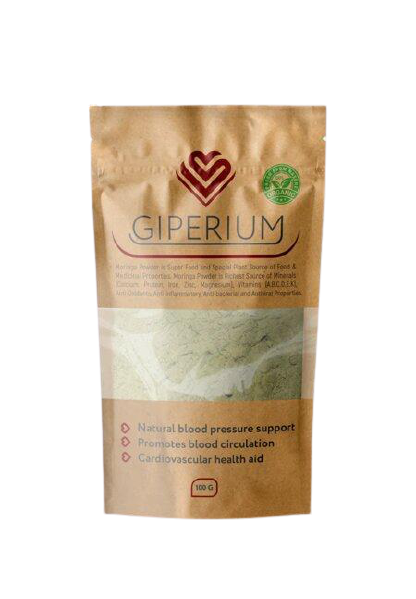 ORGANIC
GIPERIUM
Moringa Powder is Super Food and Special Plant Source of Food &
Medicinal Properties. Moringa Powder is Richest Source of Minerals
(Calcium, Protein, Iron, Zinc, Magnesium), Vitamins (A,B,C,D,E,K),
Anti-Oxidants, Anti Inflammatory, Anti-bacterial and Antiviral Properties.
Natural blood pressure support
Promotes blood circulation
Cardiovascular health aid
100 G